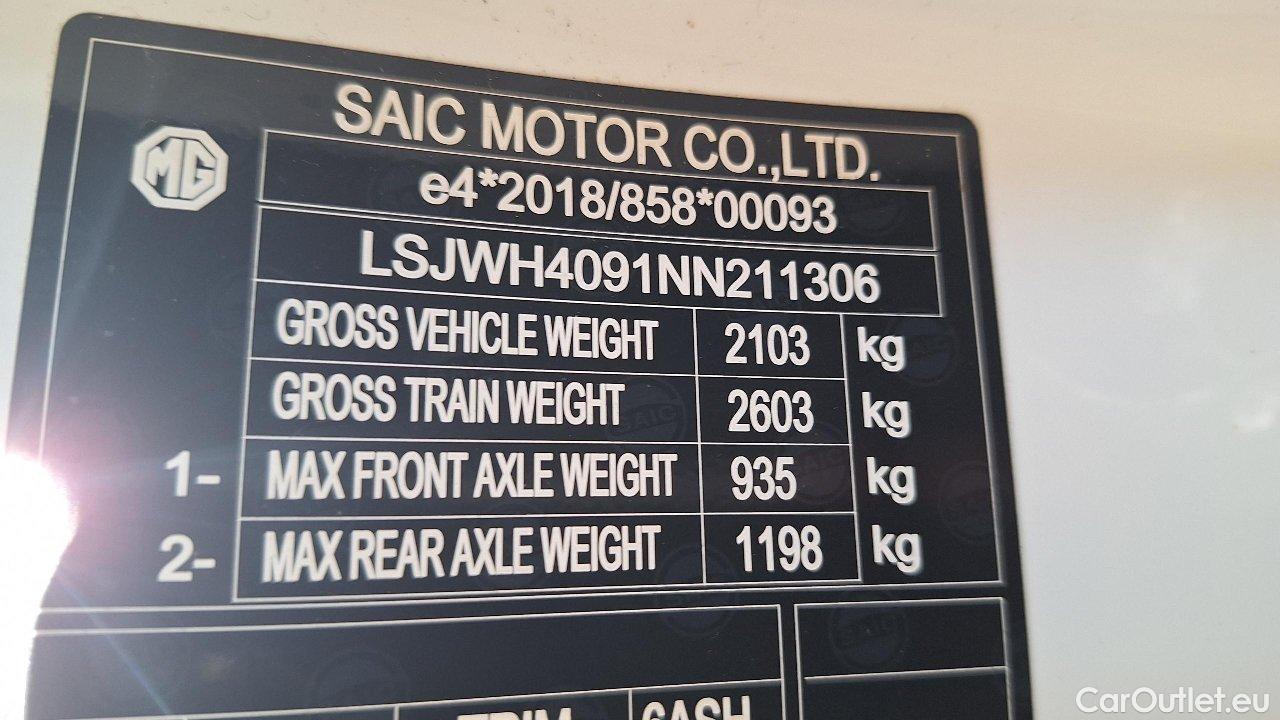 SAIC MOTOR CO.,LTD.
MG
e4*2018/858*00093
LSJWH4091NN211306
GROSS VEHICLE WEIGHT 2103 kg
GROSS TRAIN WEIGHT 2603 kg
1- MAX FRONT AXLE WEIGHT 935 kg
2- MAX REAR AXLE WEIGHT 1198 kg
TRIM
CarOutlet.eu